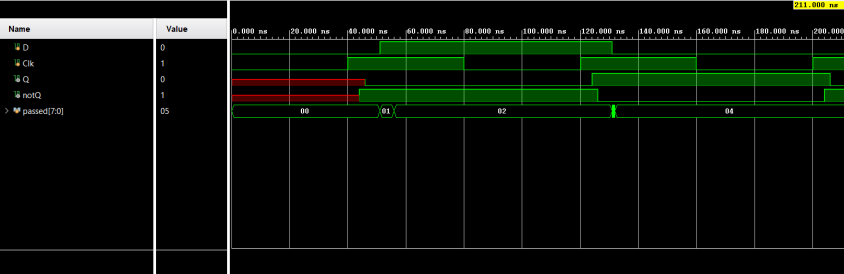 211.000 ns
Name Value
0.000 ns 20.000 ns 40.000 ns 60.000 ns 80.000 ns 100.000 ns 120.000 ns 140.000 ns 160.000 ns 180.000 ns 200.000
D 0
Clk 1
Q 0
notQ 1
passed[7:0] 05 00 01 02 04